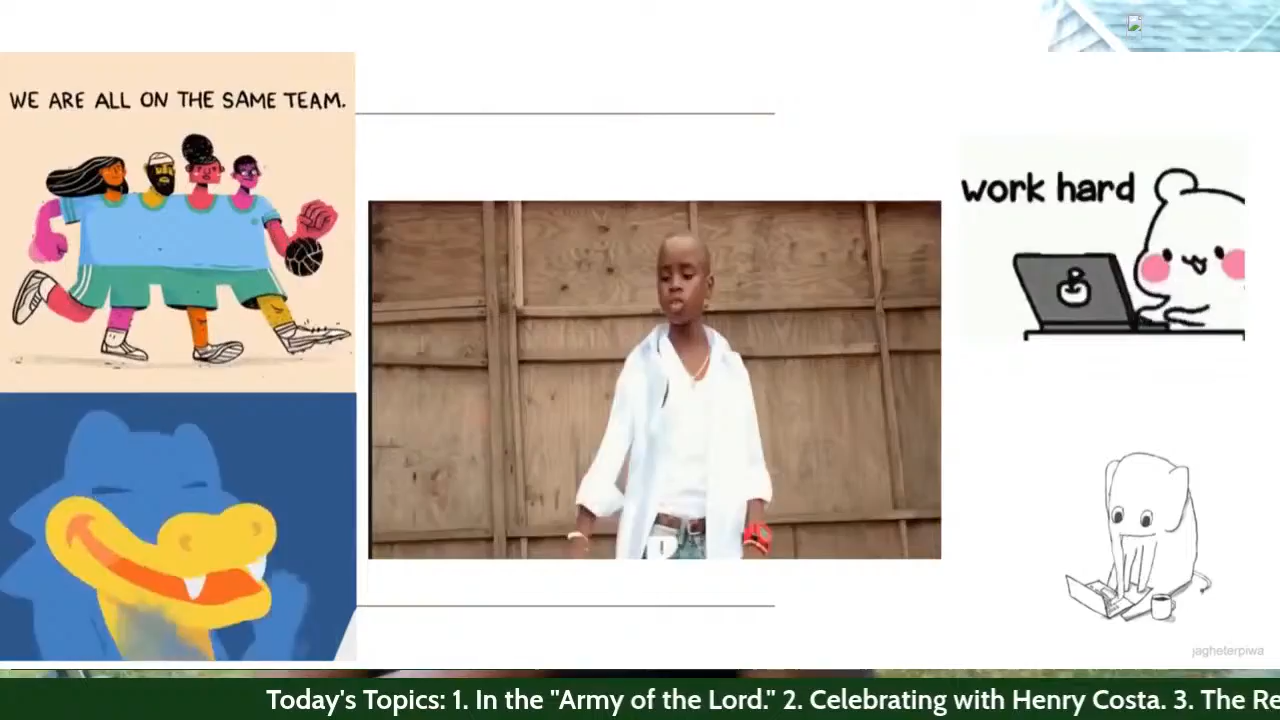 WE ARE ALL ON THE SAME TEAM.
work hard
jagheterpiwa
Today's Topics: 1. In the "Army of the Lord." 2. Celebrating with Henry Costa. 3. The Re